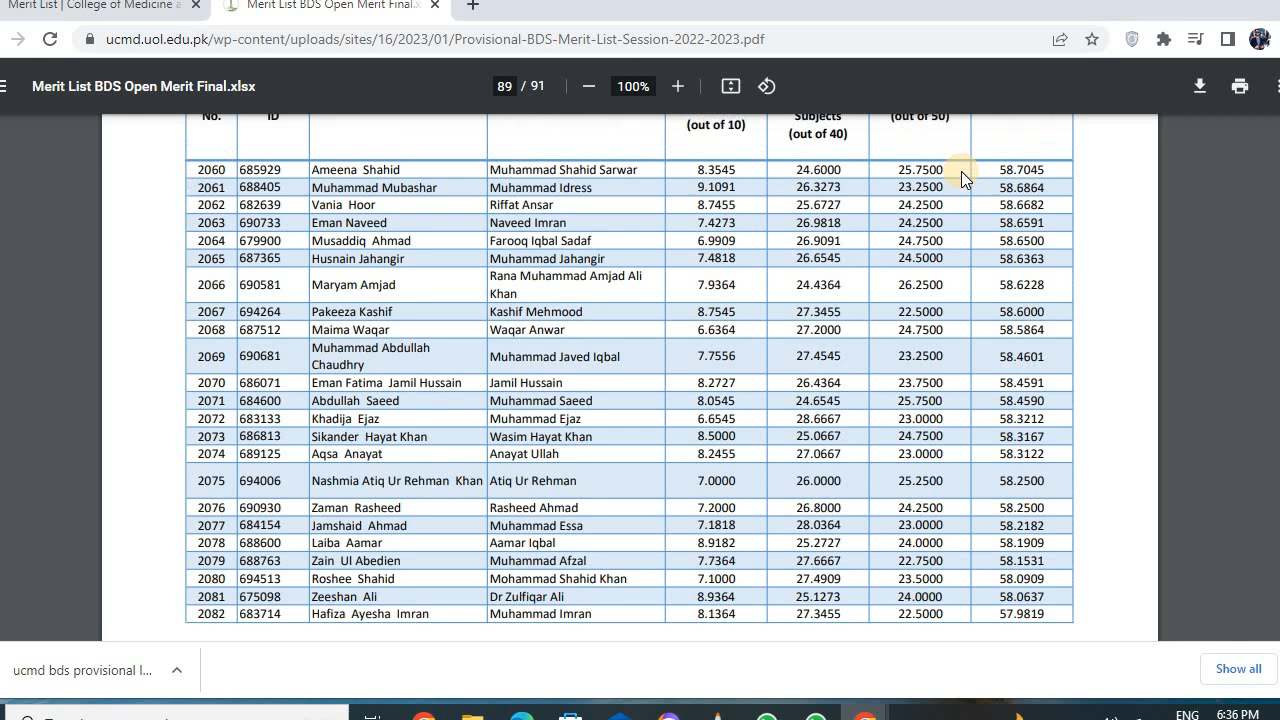 Merit List | College of Medicine a
Merit List BDS Open Merit Final.x
ucmd.uol.edu.pk/wp-content/uploads/sites/16/2023/01/Provisional-BDS-Merit-List-Session-2022-2023.pdf
Merit List BDS Open Merit Final.xlsx 89 / 91 100%
No. ID Subjects (out of 50)
(out of 10) (out of 40)
2060 685929 Ameena Shahid Muhammad Shahid Sarwar 8.3545 24.6000 25.7500 58.7045
2061 688405 Muhammad Mubashar Muhammad Idress 9.1091 26.3273 23.2500 58.6864
2062 682639 Vania Hoor Riffat Ansar 8.7455 25.6727 24.2500 58.6682
2063 690733 Eman Naveed Naveed Imran 7.4273 26.9818 24.2500 58.6591
2064 679900 Musaddiq Ahmad Farooq Iqbal Sadaf 6.9909 26.9091 24.7500 58.6500
2065 687365 Husnain Jahangir Muhammad Jahangir 7.4818 26.6545 24.5000 58.6363
2066 690581 Maryam Amjad Rana Muhammad Amjad Ali
Khan 7.9364 24.4364 26.2500 58.6228
2067 694264 Pakeeza Kashif Kashif Mehmood 8.7545 27.3455 22.5000 58.6000
2068 687512 Maima Waqar Waqar Anwar 6.6364 27.2000 24.7500 58.5864
2069 690681 Muhammad Abdullah
Chaudhry Muhammad Javed Iqbal 7.7556 27.4545 23.2500 58.4601
2070 686071 Eman Fatima Jamil Hussain Jamil Hussain 8.2727 26.4364 23.7500 58.4591
2071 684600 Abdullah Saeed Muhammad Saeed 8.0545 24.6545 25.7500 58.4590
2072 683133 Khadija Ejaz Muhammad Ejaz 6.6545 28.6667 23.0000 58.3212
2073 686813 Sikander Hayat Khan Wasim Hayat Khan 8.5000 25.0667 24.7500 58.3167
2074 689125 Aqsa Anayat Anayat Ullah 8.2455 27.0667 23.0000 58.3122
2075 694006 Nashmia Atiq Ur Rehman Khan Atiq Ur Rehman 7.0000 26.0000 25.2500 58.2500
2076 690930 Zaman Rasheed Rasheed Ahmad 7.2000 26.8000 24.2500 58.2500
2077 684154 Jamshaid Ahmad Muhammad Essa 7.1818 28.0364 23.0000 58.2182
2078 688600 Laiba Aamar Aamar Iqbal 8.9182 25.2727 24.0000 58.1909
2079 688763 Zain Ul Abedien Muhammad Afzal 7.7364 27.6667 22.7500 58.1531
2080 694513 Roshee Shahid Mohammad Shahid Khan 7.1000 27.4909 23.5000 58.0909
2081 675098 Zeeshan Ali Dr Zulfiqar Ali 8.9364 25.1273 24.0000 58.0637
2082 683714 Hafiza Ayesha Imran Muhammad Imran 8.1364 27.3455 22.5000 57.9819
ucmd bds provisional l... Show all
ENG 6:36 PM